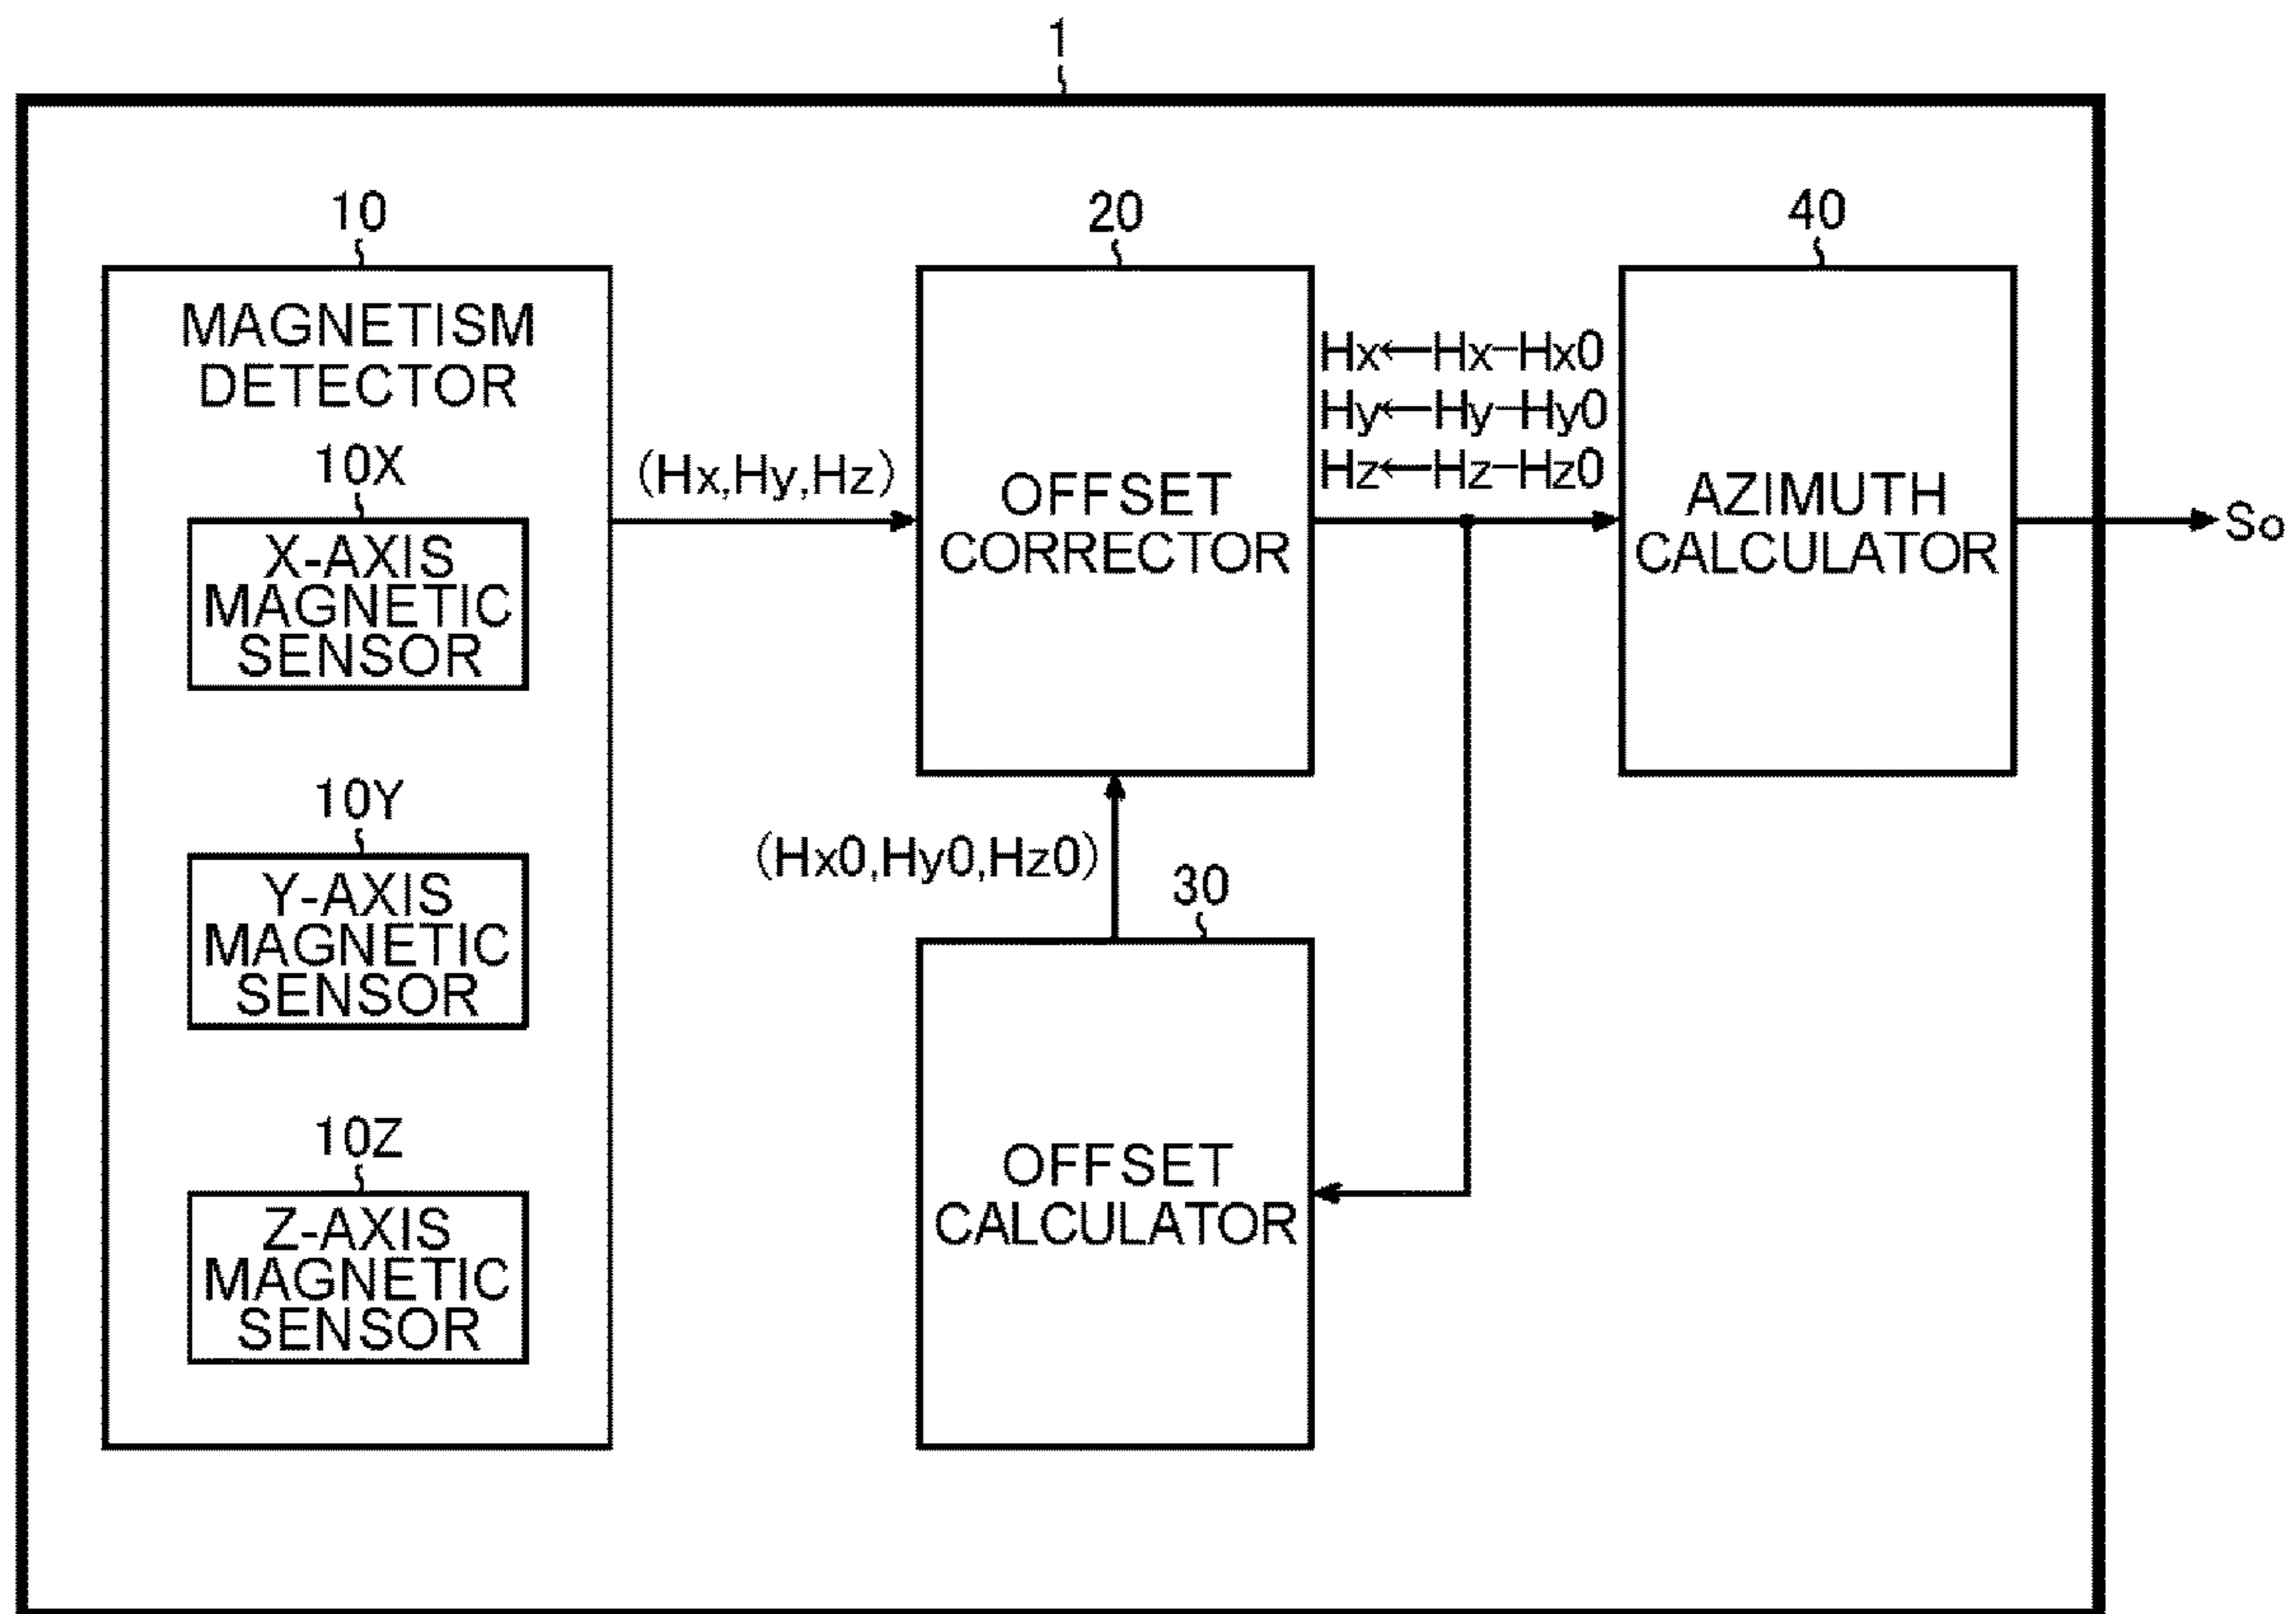 1
10
MAGNETISM
DETECTOR
10X
X-AXIS
MAGNETIC
SENSOR
10Y
Y-AXIS
MAGNETIC
SENSOR
10Z
Z-AXIS
MAGNETIC
SENSOR
(Hx,Hy,Hz)
20
OFFSET
CORRECTOR
(Hx0,Hy0,Hz0)
30
OFFSET
CALCULATOR
Hx←Hx−Hx0
Hy←Hy−Hy0
Hz←Hz−Hz0
40
AZIMUTH
CALCULATOR
So